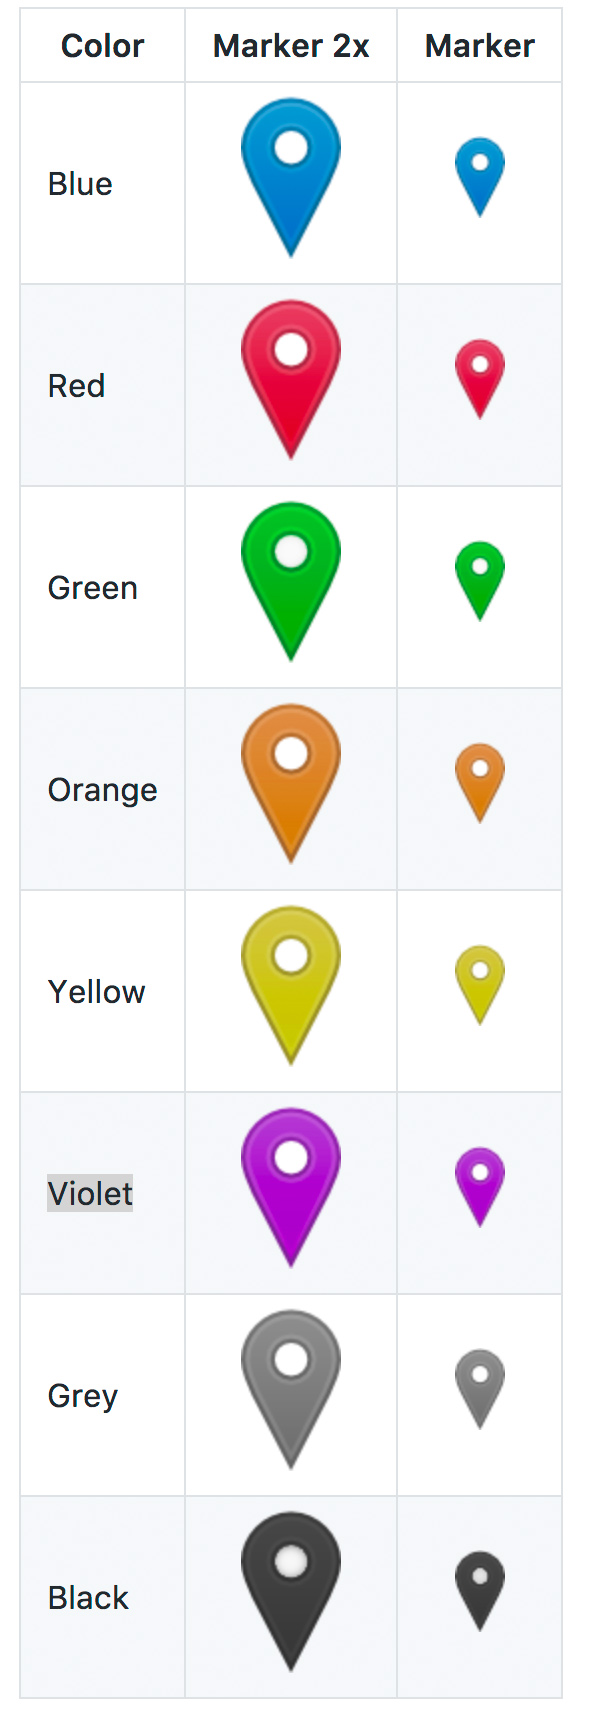 Color Marker 2x Marker
Blue
Red
Green
Orange
Yellow
Violet
Grey
Black